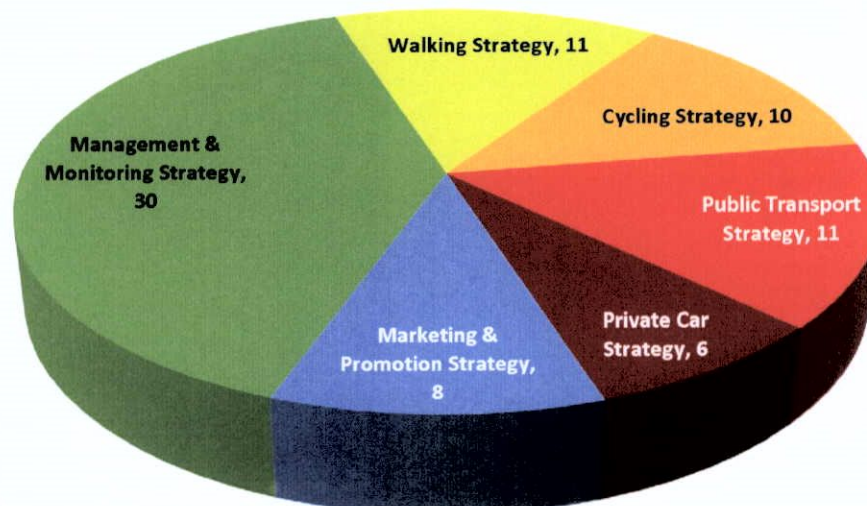 Walking Strategy, 11
Cycling Strategy, 10
Management &
Monitoring Strategy,
30
Public Transport
Strategy, 11
Private Car
Strategy, 6
Marketing &
Promotion Strategy,
8